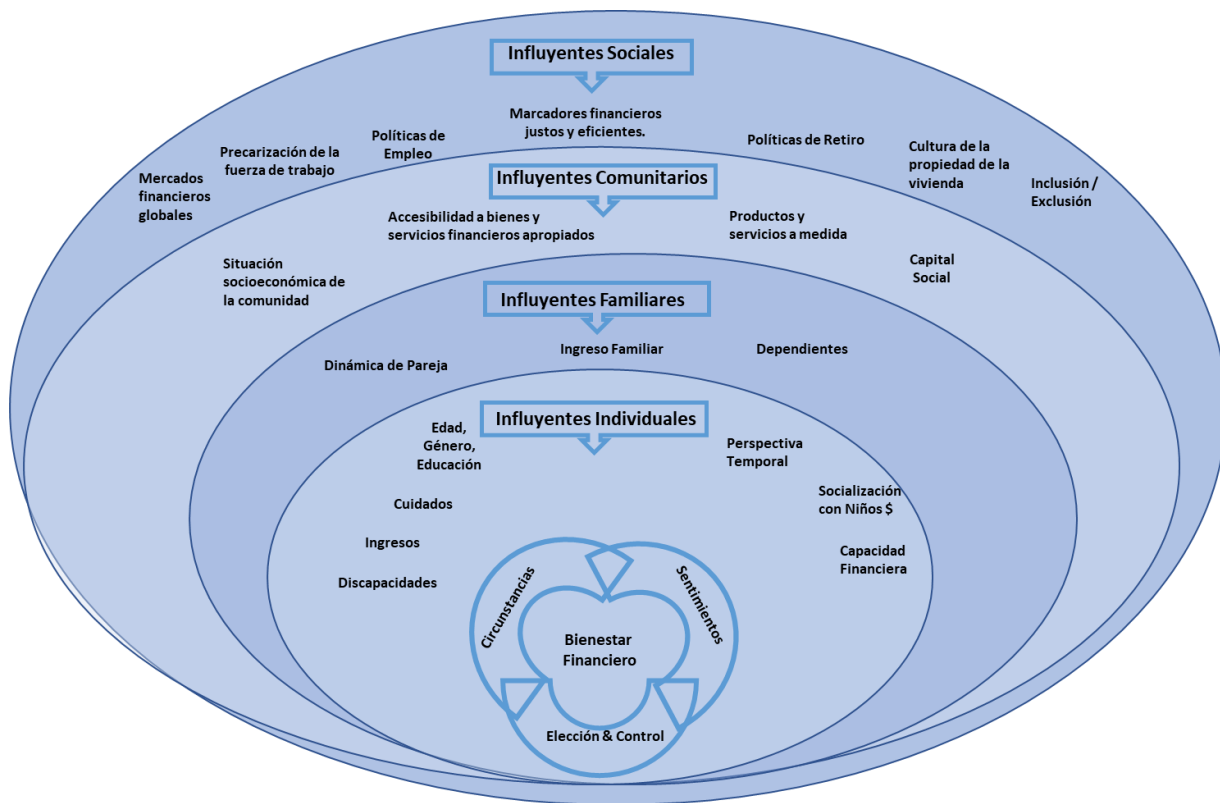 Influyentes Sociales
Marcadores financieros
justos y eficientes.
Políticas de
Empleo
Políticas de Retiro
Precarización de la
fuerza de trabajo
Cultura de la
propiedad de la
vivienda
Mercados
financieros
globales
Inclusión /
Exclusión
Influyentes Comunitarios
Accesibilidad a bienes y
servicios financieros apropiados
Productos y
servicios a medida
Situación
socioeconómica de
la comunidad
Capital
Social
Influyentes Familiares
Dinámica de Pareja
Ingreso Familiar
Dependientes
Influyentes Individuales
Edad,
Género,
Educación
Perspectiva
Temporal
Cuidados
Socialización
con Niños $
Ingresos
Capacidad
Financiera
Discapacidades
Circunstancias
Sentimientos
Bienestar
Financiero
Elección & Control